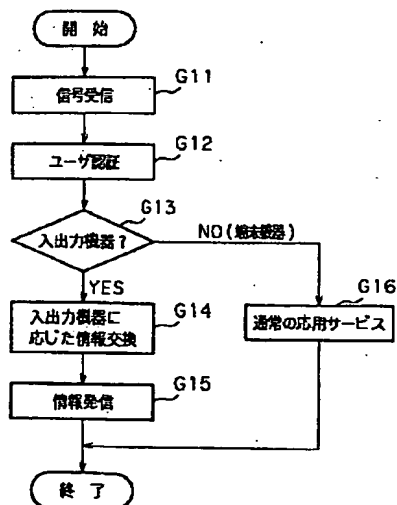 開始
G11
信号受信
G12
ユーザ認証
G13
入出力機器?
NO(端末機器)
YES
G14
入出力機器に
応じた情報交換
G16
通常の応用サービス
G15
情報発信
終了